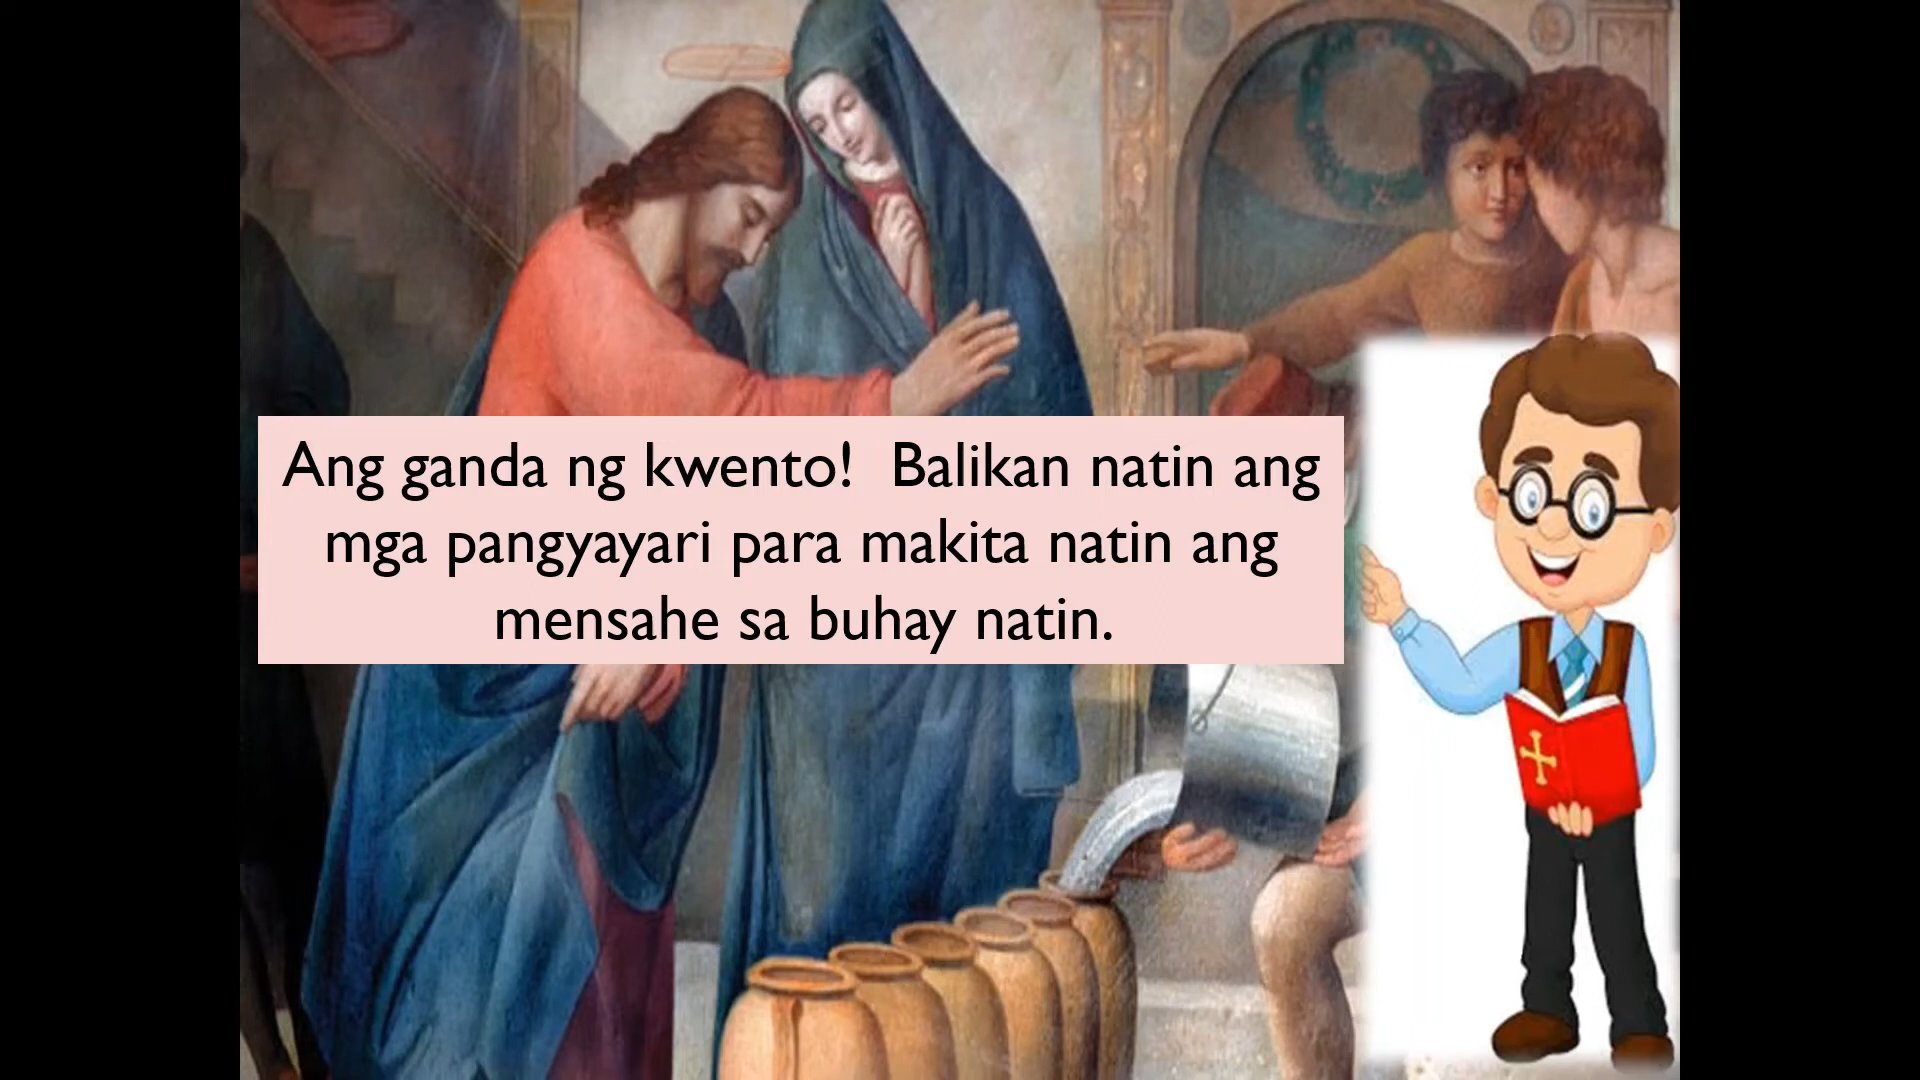 Ang ganda ng kwento!  Balikan natin ang
mga pangyayari para makita natin ang
mensahe sa buhay natin.